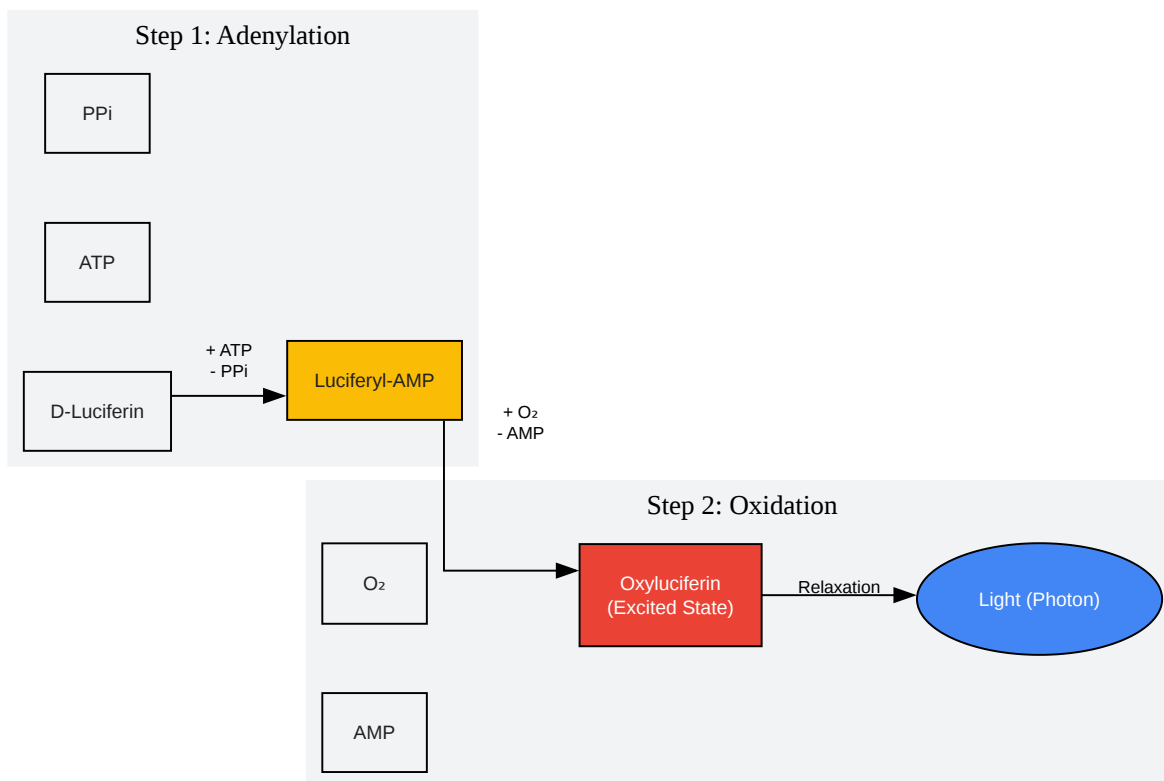 Step 1: Adenylation
PPi
ATP
+ ATP
- PPi
D-Luciferin
Luciferyl-AMP
+ O₂
- AMP
Step 2: Oxidation
O₂
Oxyluciferin
(Excited State)
Relaxation
Light (Photon)
AMP